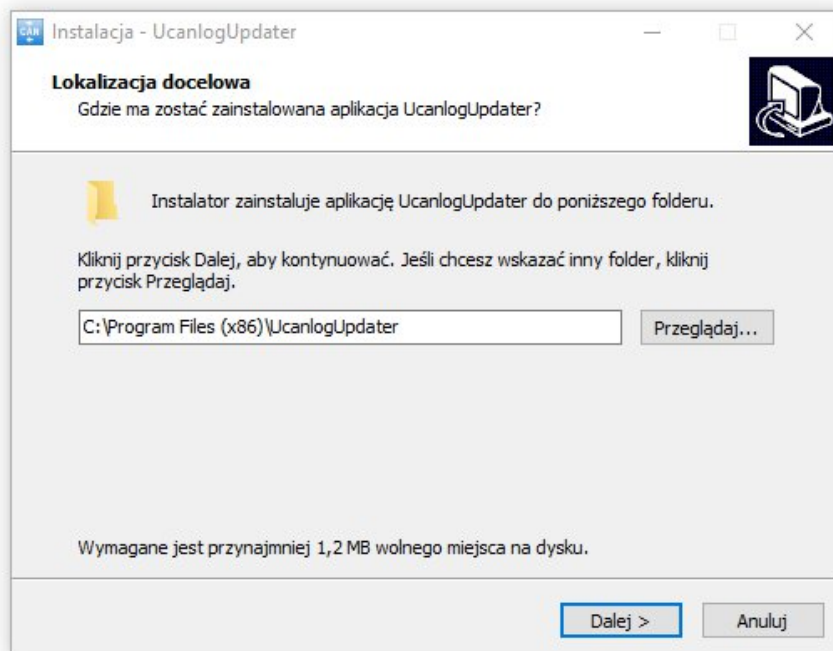 CAN
Instalacja - UcanlogUpdater
Lokalizacja docelowa
Gdzie ma zostać zainstalowana aplikacja UcanlogUpdater?
Instalator zainstaluje aplikację UcanlogUpdater do poniższego folderu.
Kliknij przycisk Dalej, aby kontynuować. Jeśli chcesz wskazać inny folder, kliknij
przycisk Przeglądaj.
C:\Program Files (x86)\UcanlogUpdater
Przeglądaj...
Wymagane jest przynajmniej 1,2 MB wolnego miejsca na dysku.
Dalej >
Anuluj